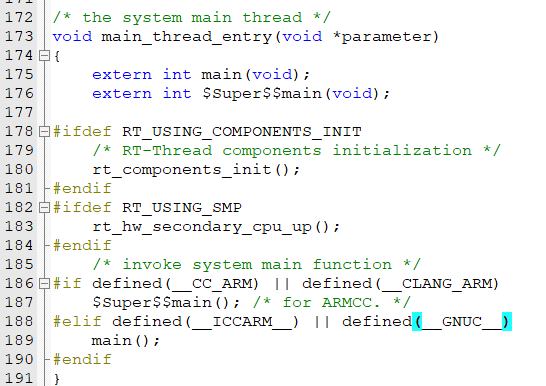 172 /* the system main thread */
173 void main_thread_entry(void *parameter)
174 {
175     extern int main(void);
176     extern int $Super$$main(void);
177
178 #ifdef RT_USING_COMPONENTS_INIT
179     /* RT-Thread components initialization */
180     rt_components_init();
181 #endif
182 #ifdef RT_USING_SMP
183     rt_hw_secondary_cpu_up();
184 #endif
185     /* invoke system main function */
186 #if defined(__CC_ARM) || defined(__CLANG_ARM)
187     $Super$$main(); /* for ARMCC. */
188 #elif defined(__ICCARM__) || defined(__GNUC__)
189     main();
190 #endif
191 }